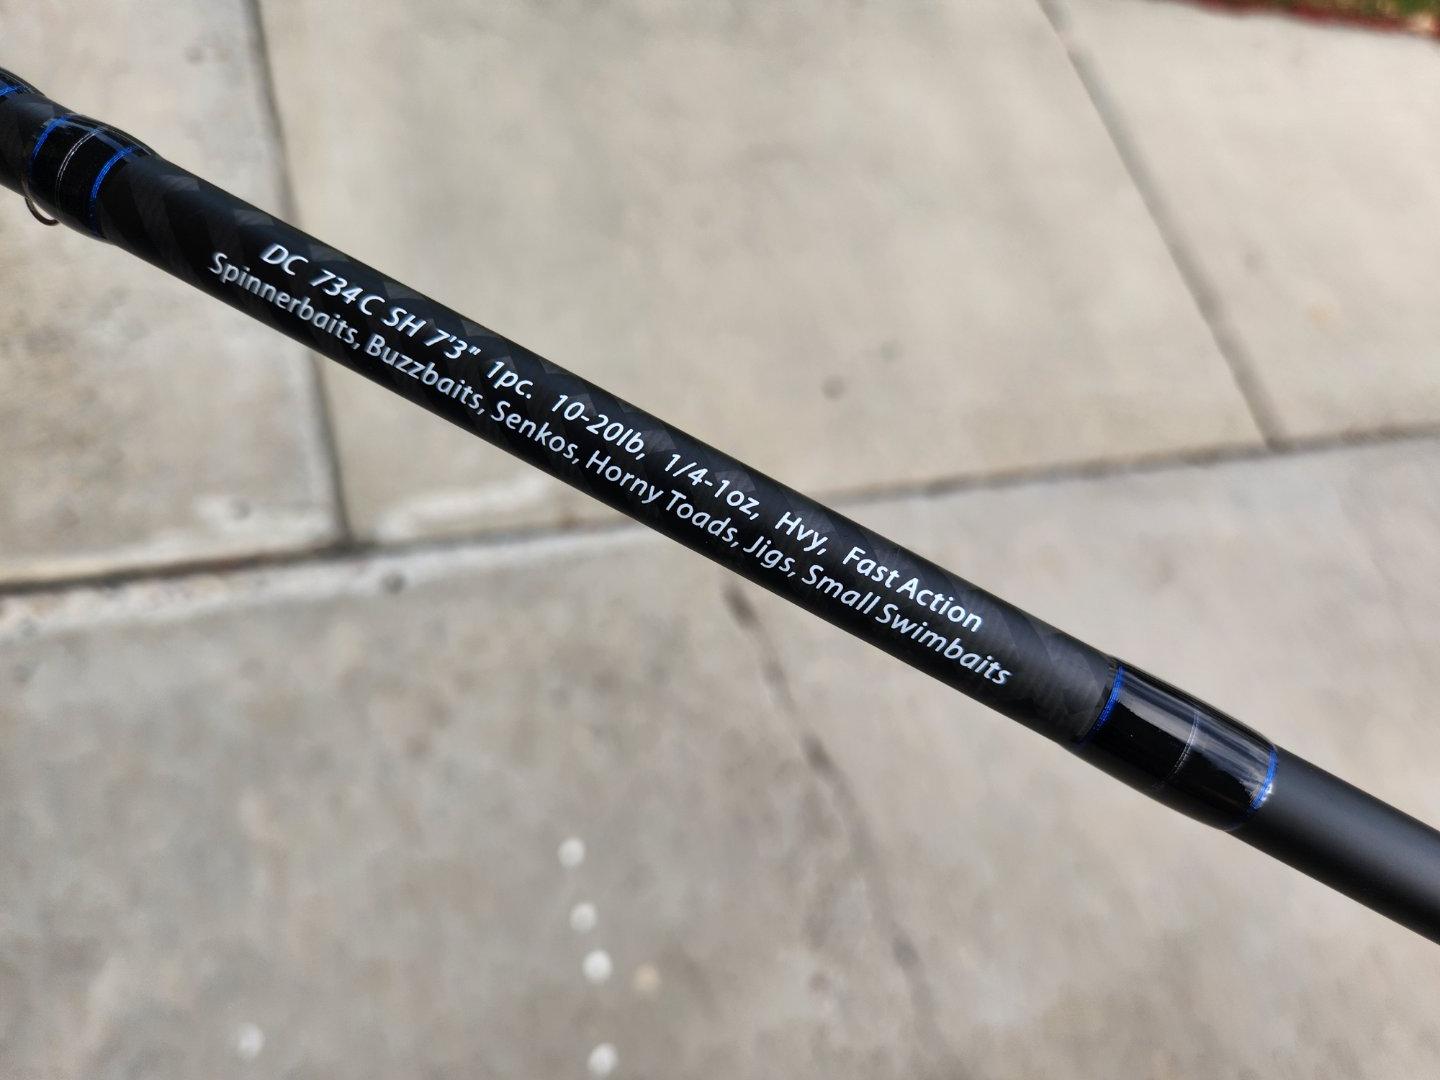 DC 734C SH 7'3" 1pc. 10-20lb, 1/4-1oz, Hvy, Fast Action
Spinnerbaits, Buzzbaits, Senkos, Horny Toads, Jigs, Small Swimbaits